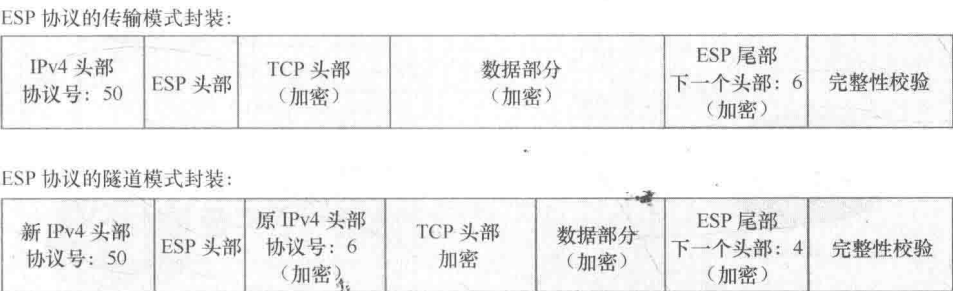 ESP 协议的传输模式封装:
IPv4 头部
协议号: 50
ESP 头部
TCP 头部
(加密)
数据部分
(加密)
ESP 尾部
下一个头部: 6
(加密)
完整性校验
ESP 协议的隧道模式封装:
新 IPv4 头部
协议号: 50
ESP 头部
原 IPv4 头部
协议号: 6
(加密)
TCP 头部
加密
数据部分
(加密)
ESP 尾部
下一个头部: 4
(加密)
完整性校验